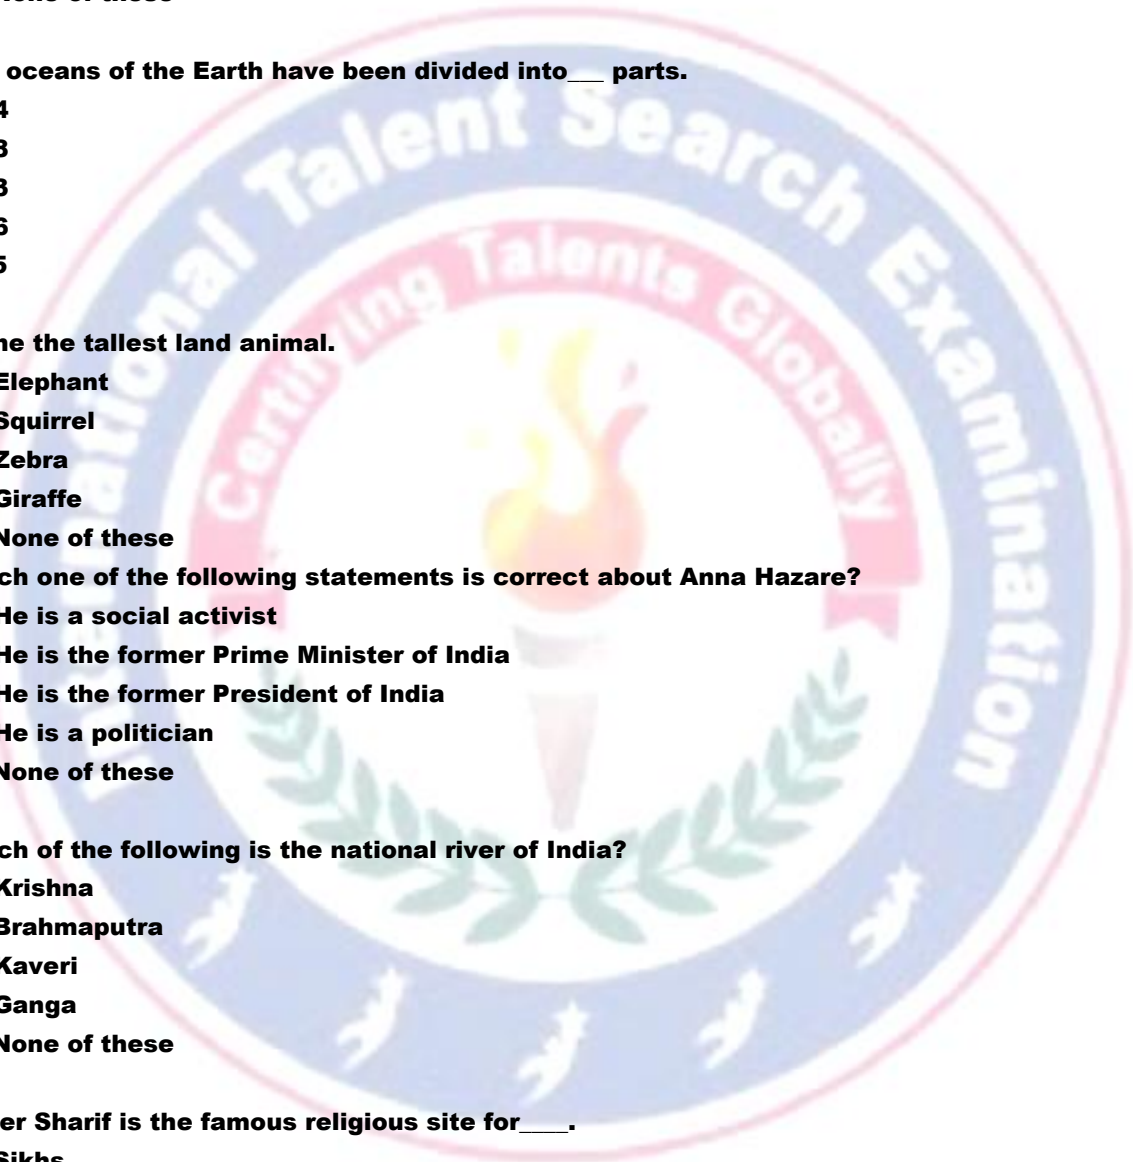 None of these
oceans of the Earth have been divided into___ parts.
4
3
3
6
5
me the tallest land animal.
Elephant
Squirrel
Zebra
Giraffe
None of these
ch one of the following statements is correct about Anna Hazare?
He is a social activist
He is the former Prime Minister of India
He is the former President of India
He is a politician
None of these
ch of the following is the national river of India?
Krishna
Brahmaputra
Kaveri
Ganga
None of these
er Sharif is the famous religious site for____.
Sikhs
International Talent Search Examination
Certifying Talents Globally